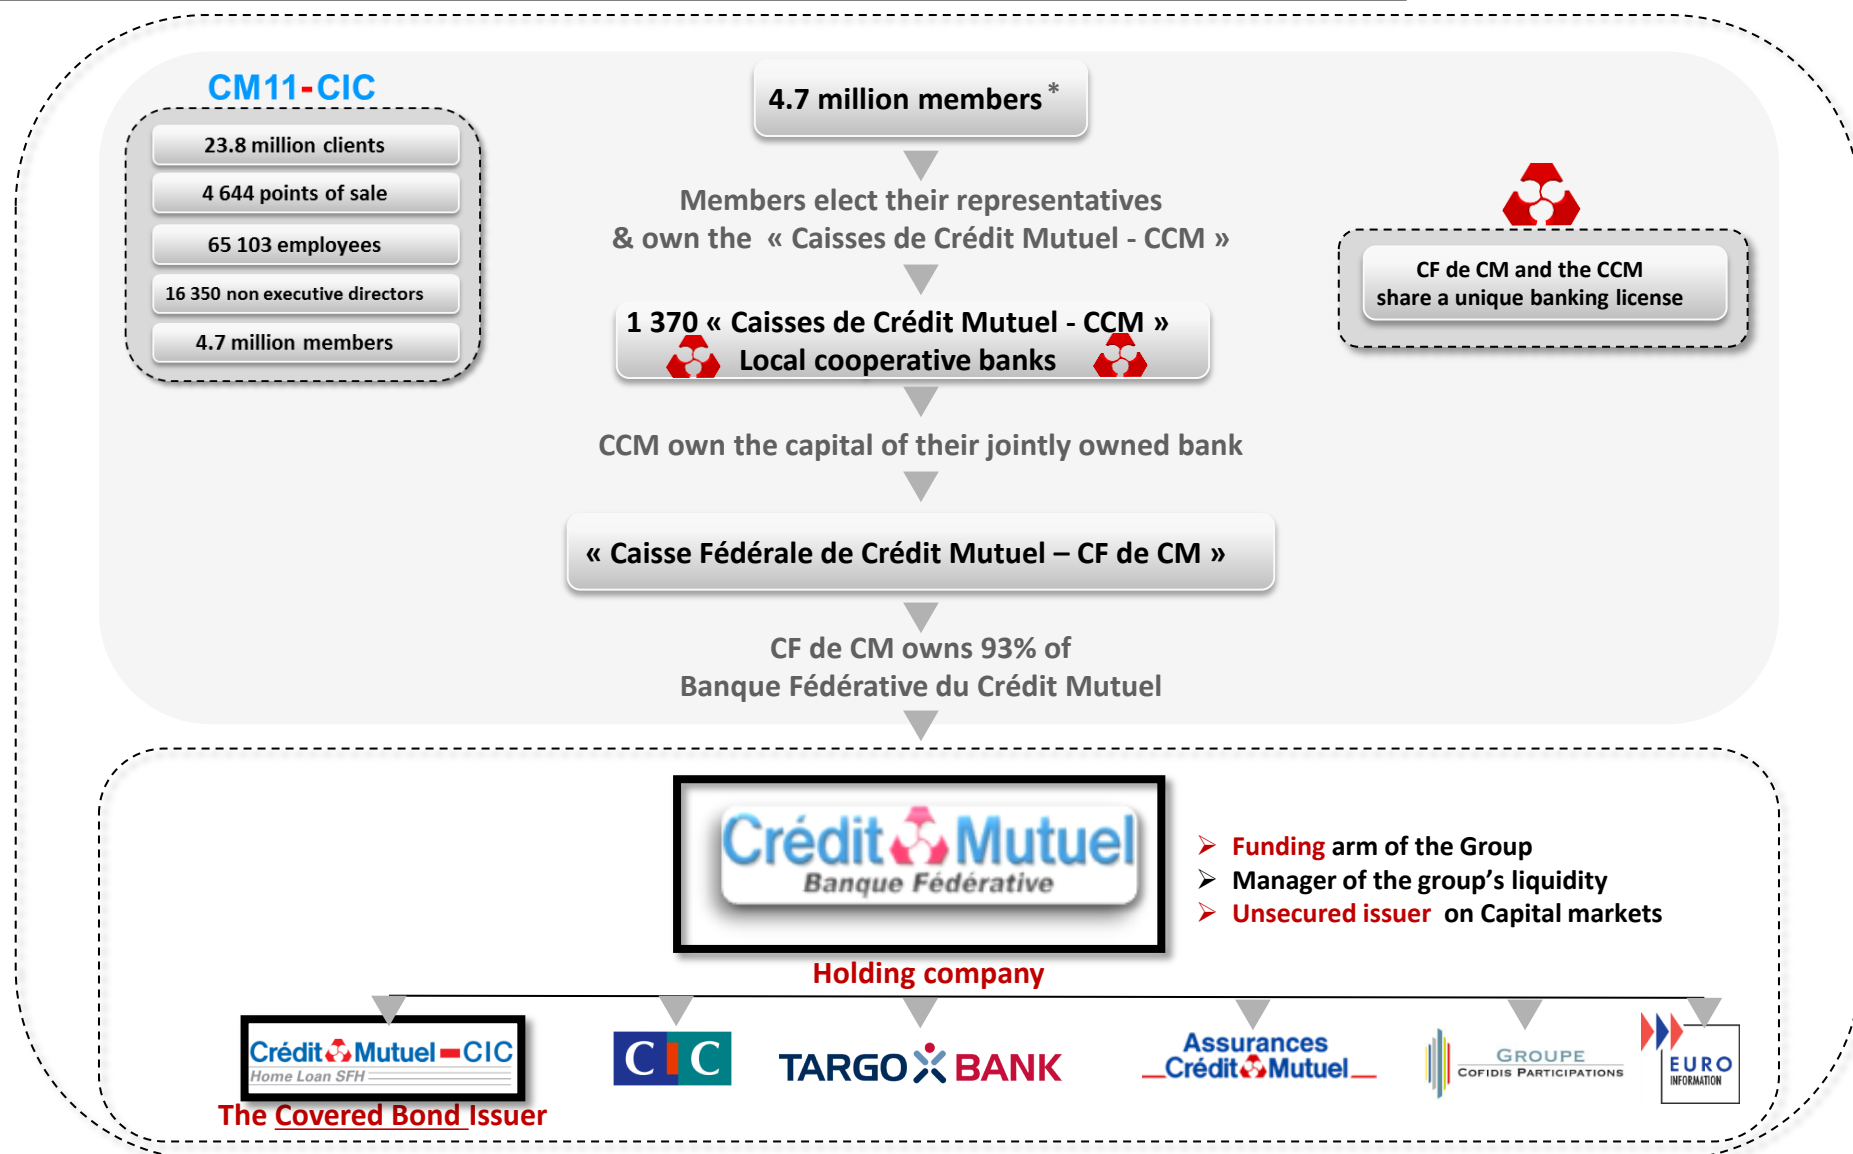 CM11-CIC
23.8 million clients
4 644 points of sale
65 103 employees
16 350 non executive directors
4.7 million members
4.7 million members*
Members elect their representatives
& own the « Caisses de Crédit Mutuel - CCM »
1 370 « Caisses de Crédit Mutuel - CCM »
Local cooperative banks
CCM own the capital of their jointly owned bank
« Caisse Fédérale de Crédit Mutuel – CF de CM »
CF de CM owns 93% of
Banque Fédérative du Crédit Mutuel
CF de CM and the CCM
share a unique banking license
Crédit Mutuel
Banque Fédérative
Funding arm of the Group
Manager of the group’s liquidity
Unsecured issuer on Capital markets
Holding company
Crédit Mutuel-CIC
Home Loan SFH
The Covered Bond Issuer
CIC
TARGO BANK
Assurances
Crédit Mutuel
GROUPE
COFIDIS PARTICIPATIONS
EURO
INFORMATION